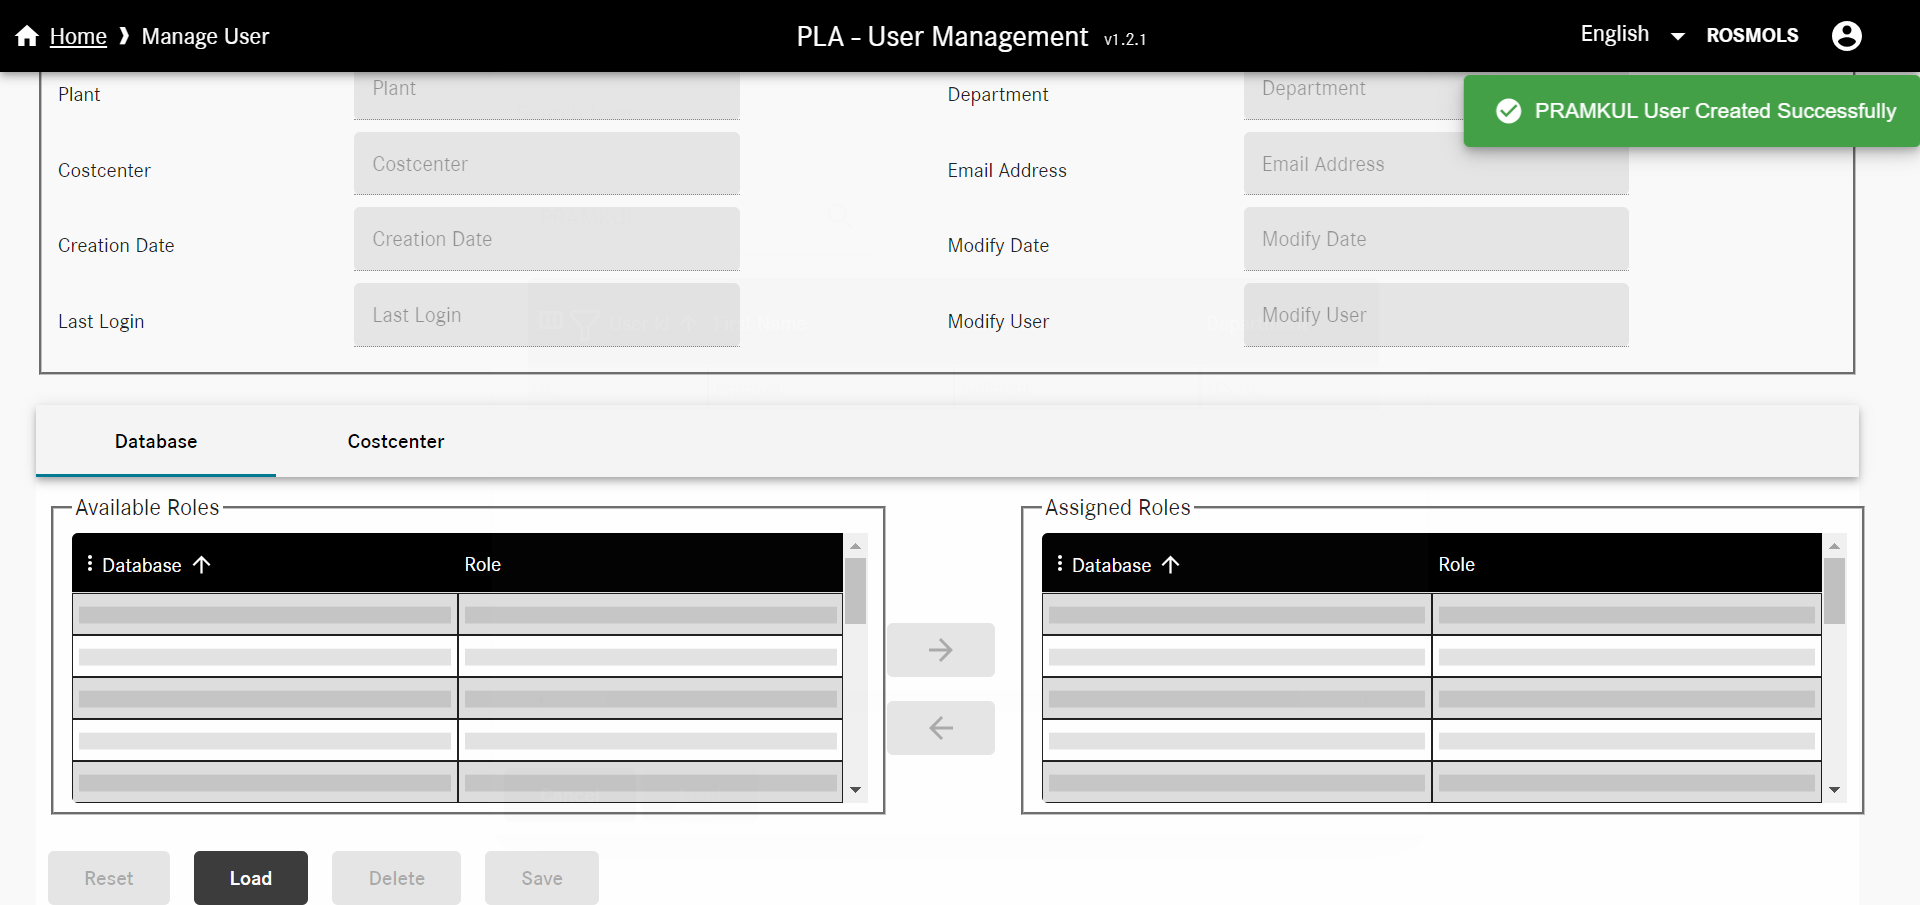 Home ❱ Manage User
PLA - User Management v1.2.1
English
ROSMOLS
PRAMKUL User Created Successfully
Plant Plant
Department Department
Costcenter Costcenter
Email Address Email Address
Creation Date Creation Date
Modify Date Modify Date
Last Login Last Login
Modify User Modify User
Database Costcenter
Available Roles
Database Role
Assigned Roles
Database Role
Reset Load Delete Save